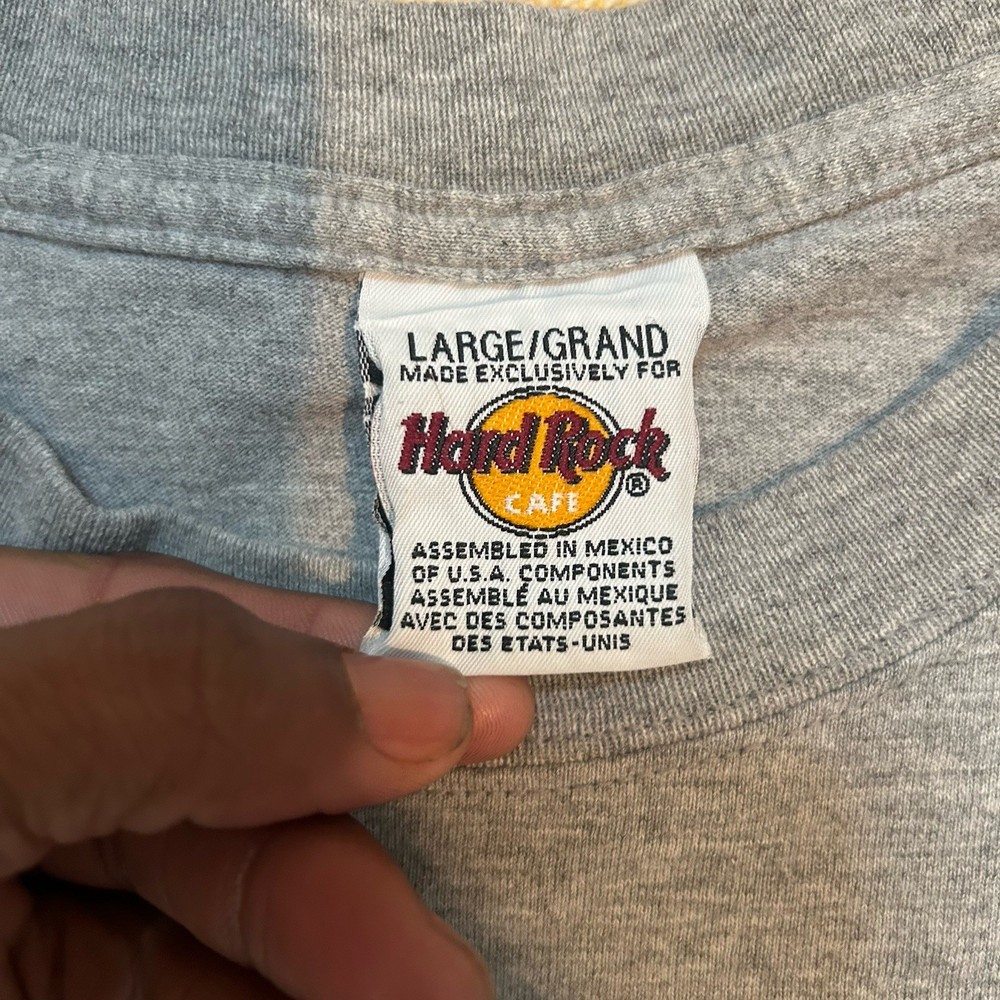 LARGE/GRAND
MADE EXCLUSIVELY FOR
Hard Rock
CAFE ®
ASSEMBLED IN MEXICO
OF U.S.A. COMPONENTS
ASSEMBLÉ AU MEXIQUE
AVEC DES COMPOSANTES
DES ETATS-UNIS